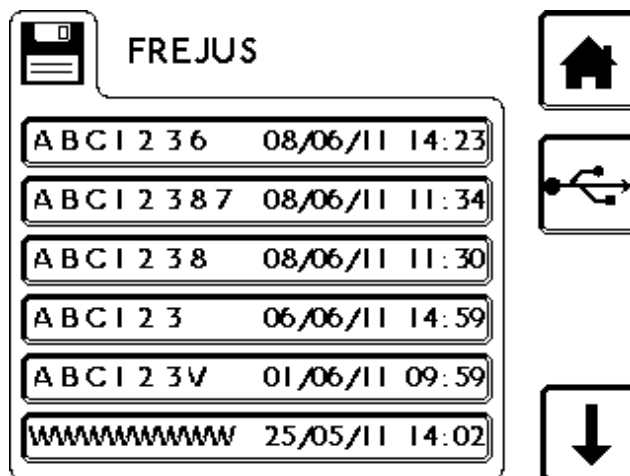 FREJUS
ABC1236 08/06/11 14:23
ABC12387 08/06/11 11:34
ABC1238 08/06/11 11:30
ABC123 06/06/11 14:59
ABC123V 01/06/11 09:59
WWWWWWWWWW 25/05/11 14:02